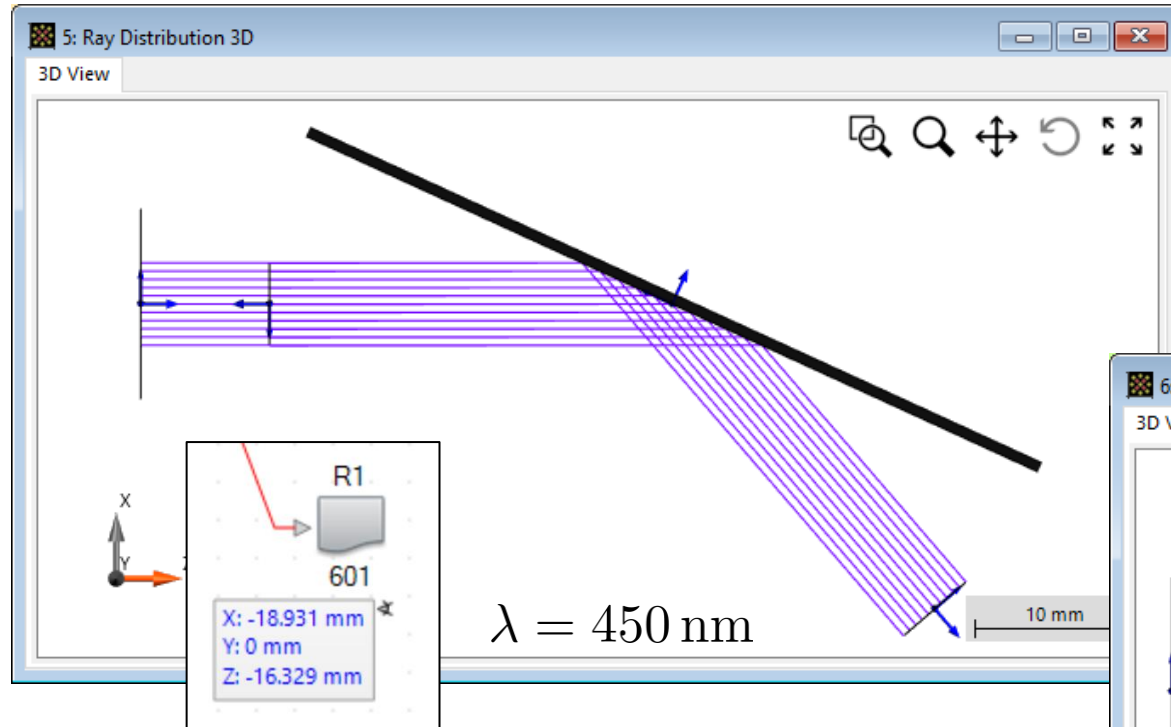 5: Ray Distribution 3D
3D View
X
Y
R1
601
X: -18.931 mm
Y: 0 mm
Z: -16.329 mm
λ = 450 nm
10 mm
6
3D